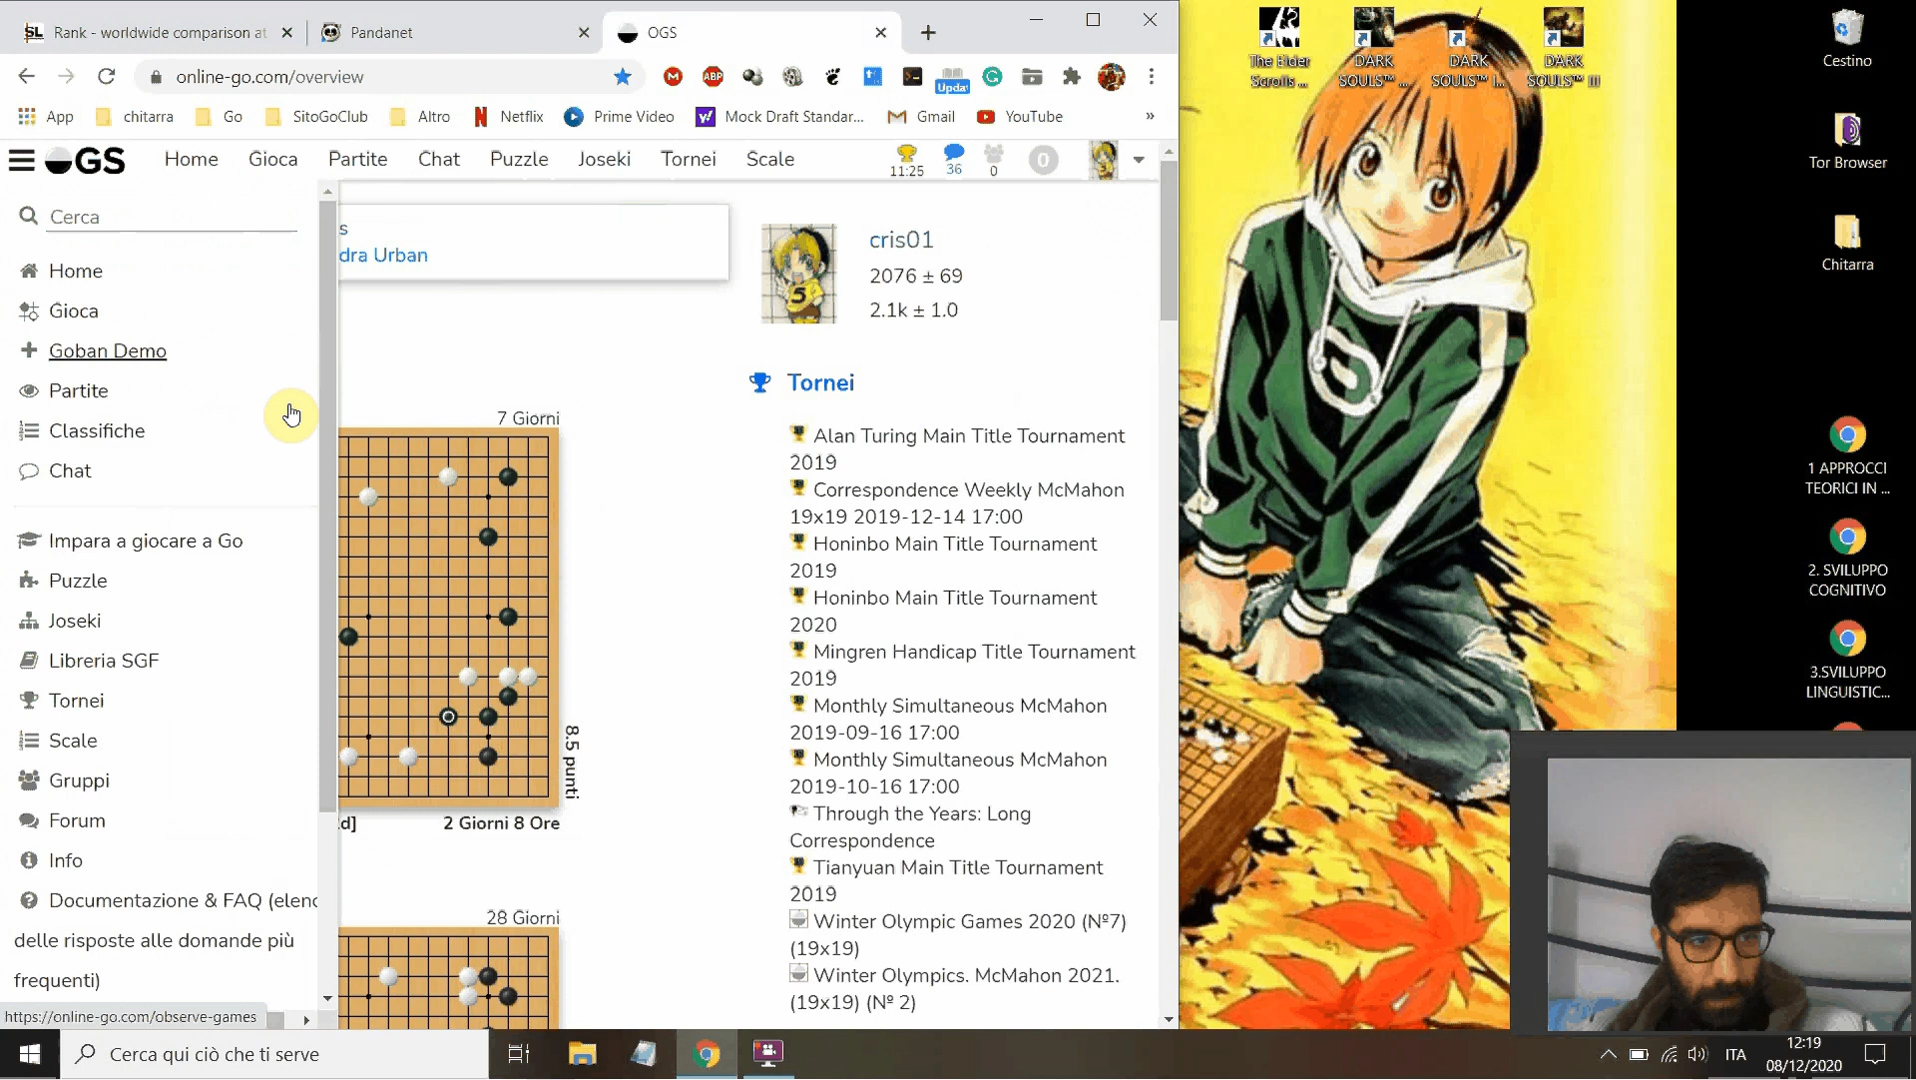 Rank - worldwide comparison at
Pandanet
OGS
online-go.com/overview
ABP
Updat
App
chitarra
Go
SitoGoClub
Altro
Netflix
Prime Video
Mock Draft Standar...
Gmail
YouTube
»
OGS
Home
Gioca
Partite
Chat
Puzzle
Joseki
Tornei
Scale
11:25
36
0
0
Cerca
Home
Gioca
Goban Demo
Partite
Classifiche
Chat
Impara a giocare a Go
Puzzle
Joseki
Libreria SGF
Tornei
Scale
Gruppi
Forum
Info
Documentazione & FAQ (elenc
delle risposte alle domande più
frequenti)
https://online-go.com/observe-games
s
dra Urban
7 Giorni
8.5 punti
d]
2 Giorni 8 Ore
28 Giorni
cris01
2076 ± 69
2.1k ± 1.0
Tornei
Alan Turing Main Title Tournament
2019
Correspondence Weekly McMahon
19x19 2019-12-14 17:00
Honinbo Main Title Tournament
2019
Honinbo Main Title Tournament
2020
Mingren Handicap Title Tournament
2019
Monthly Simultaneous McMahon
2019-09-16 17:00
Monthly Simultaneous McMahon
2019-10-16 17:00
Through the Years: Long
Correspondence
Tianyuan Main Title Tournament
2019
Winter Olympic Games 2020 (Nº7)
(19x19)
Winter Olympics. McMahon 2021.
(19x19) (Nº 2)
The Elder
Scrolls ...
DARK
SOULS™ ...
DARK
SOULS™ I...
DARK
SOULS™ III
Cestino
Tor Browser
Chitarra
1 APPROCCI
TEORICI IN ...
2. SVILUPPO
COGNITIVO
3.SVILUPPO
LINGUISTIC...
Cerca qui ciò che ti serve
ITA
12:19
08/12/2020